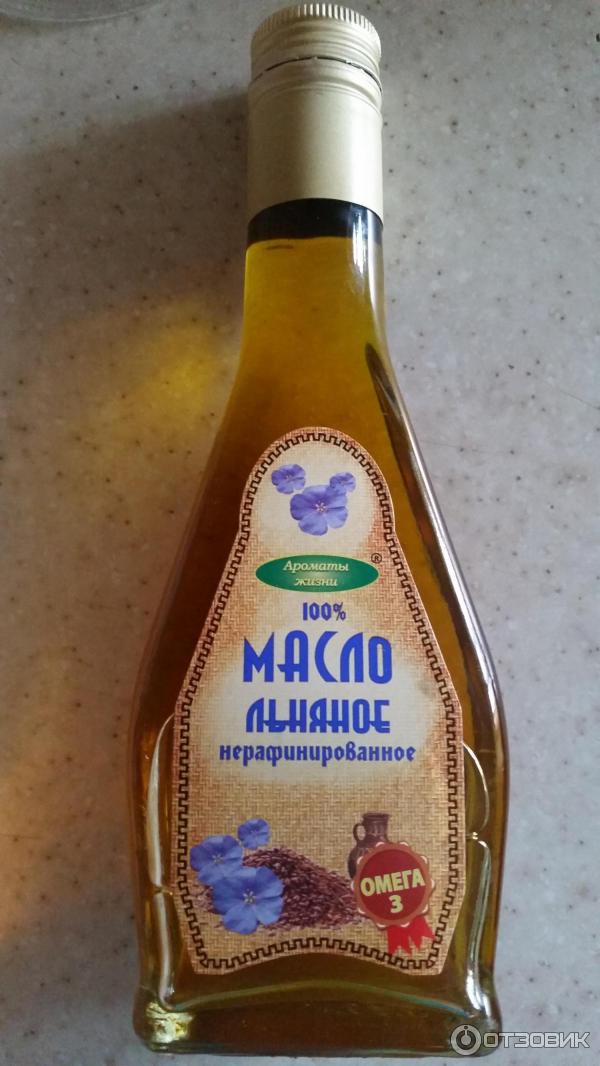 Ароматы
жизни
®
100%
МАСЛО
ЛЬНЯНОЕ
нерафинированное
ОМЕГА
3
ОТЗОВИК